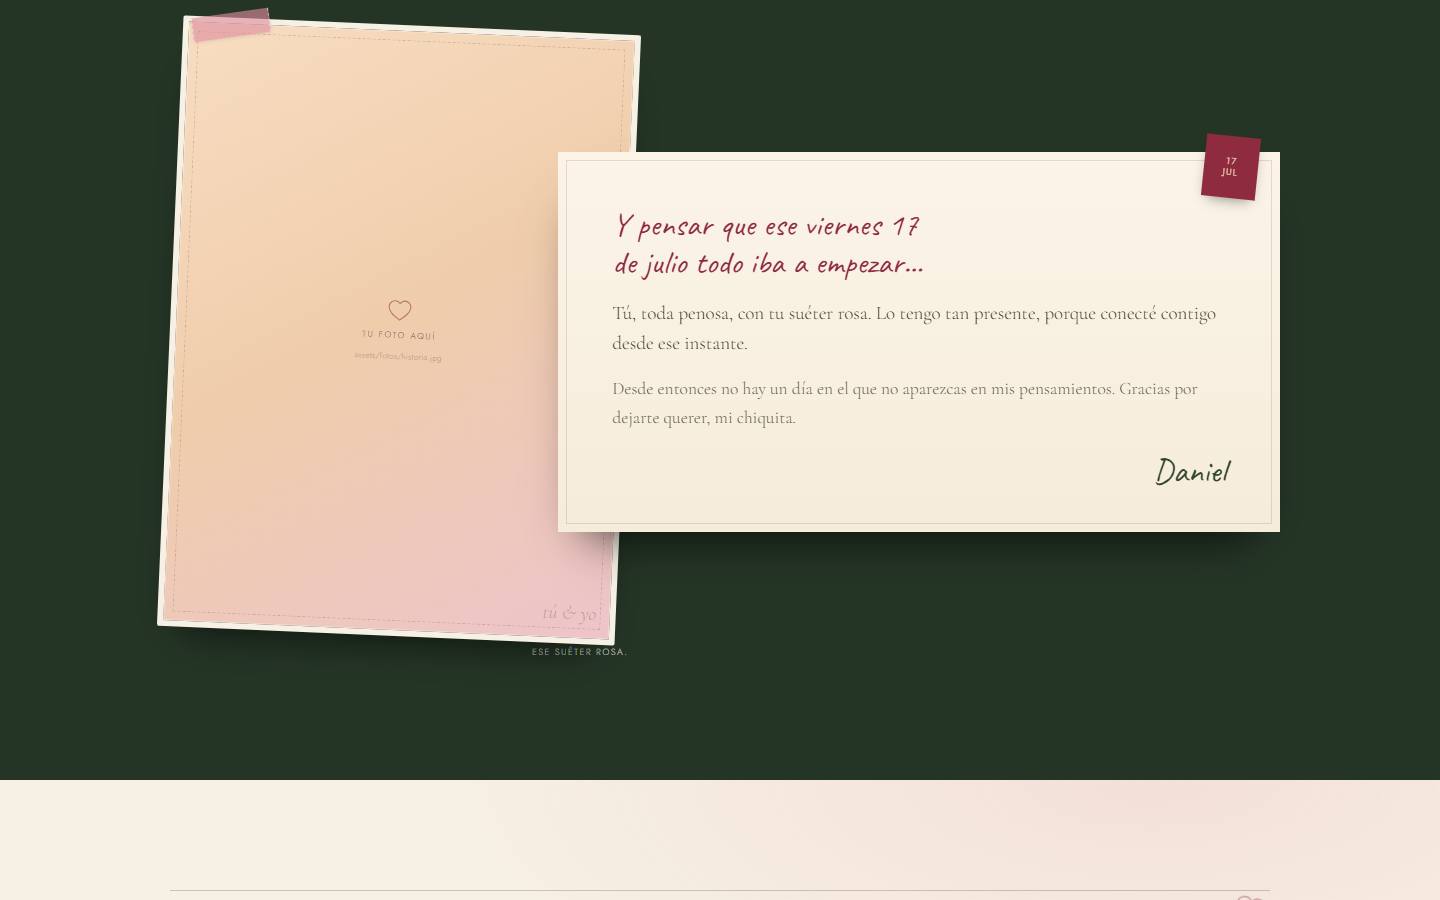 17
JUL
Y pensar que ese viernes 17
de julio todo iba a empezar...
Tú, toda penosa, con tu suéter rosa. Lo tengo tan presente, porque conecté contigo
desde ese instante.
TU FOTO AQUÍ
assets/fotos/historia.jpg
Desde entonces no hay un día en el que no aparezcas en mis pensamientos. Gracias por
dejarte querer, mi chiquita.
Daniel
tú & yo
ESE SUÉTER ROSA.